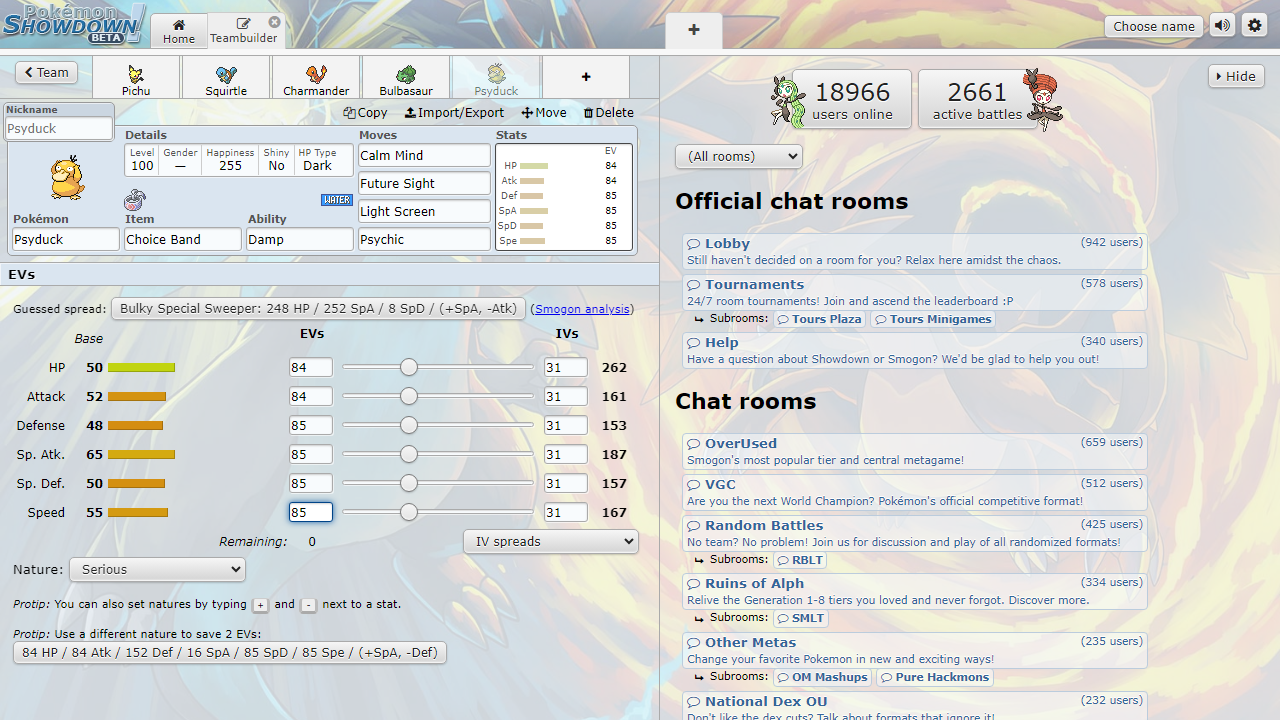 Pokémon
SHOWDOWN!
BETA
Home
Teambuilder
+
Choose name
Team
Pichu
Squirtle
Charmander
Bulbasaur
Psyduck
+
Copy
Import/Export
Move
Delete
Nickname
Psyduck
Details
Level
100
Gender
—
Happiness
255
Shiny
No
HP Type
Dark
WATER
Pokémon
Psyduck
Item
Choice Band
Ability
Damp
Moves
Calm Mind
Future Sight
Light Screen
Psychic
Stats
EV
HP 84
Atk 84
Def 85
SpA 85
SpD 85
Spe 85
EVs
Guessed spread: Bulky Special Sweeper: 248 HP / 252 SpA / 8 SpD / (+SpA, -Atk) (Smogon analysis)
Base EVs IVs
HP 50 84 31 262
Attack 52 84 31 161
Defense 48 85 31 153
Sp. Atk. 65 85 31 187
Sp. Def. 50 85 31 157
Speed 55 85 31 167
Remaining: 0
IV spreads
Nature: Serious
Protip: You can also set natures by typing + and - next to a stat.
Protip: Use a different nature to save 2 EVs:
84 HP / 84 Atk / 152 Def / 16 SpA / 85 SpD / 85 Spe / (+SpA, -Def)
18966
users online
2661
active battles
Hide
(All rooms)
Official chat rooms
Lobby (942 users)
Still haven't decided on a room for you? Relax here amidst the chaos.
Tournaments (578 users)
24/7 room tournaments! Join and ascend the leaderboard :P
Subrooms: Tours Plaza Tours Minigames
Help (340 users)
Have a question about Showdown or Smogon? We'd be glad to help you out!
Chat rooms
OverUsed (659 users)
Smogon's most popular tier and central metagame!
VGC (512 users)
Are you the next World Champion? Pokémon's official competitive format!
Random Battles (425 users)
No team? No problem! Join us for discussion and play of all randomized formats!
Subrooms: RBLT
Ruins of Alph (334 users)
Relive the Generation 1-8 tiers you loved and never forgot. Discover more.
Subrooms: SMLT
Other Metas (235 users)
Change your favorite Pokemon in new and exciting ways!
Subrooms: OM Mashups Pure Hackmons
National Dex OU (232 users)
Don't like the dex cuts? Talk about formats that ignore it!